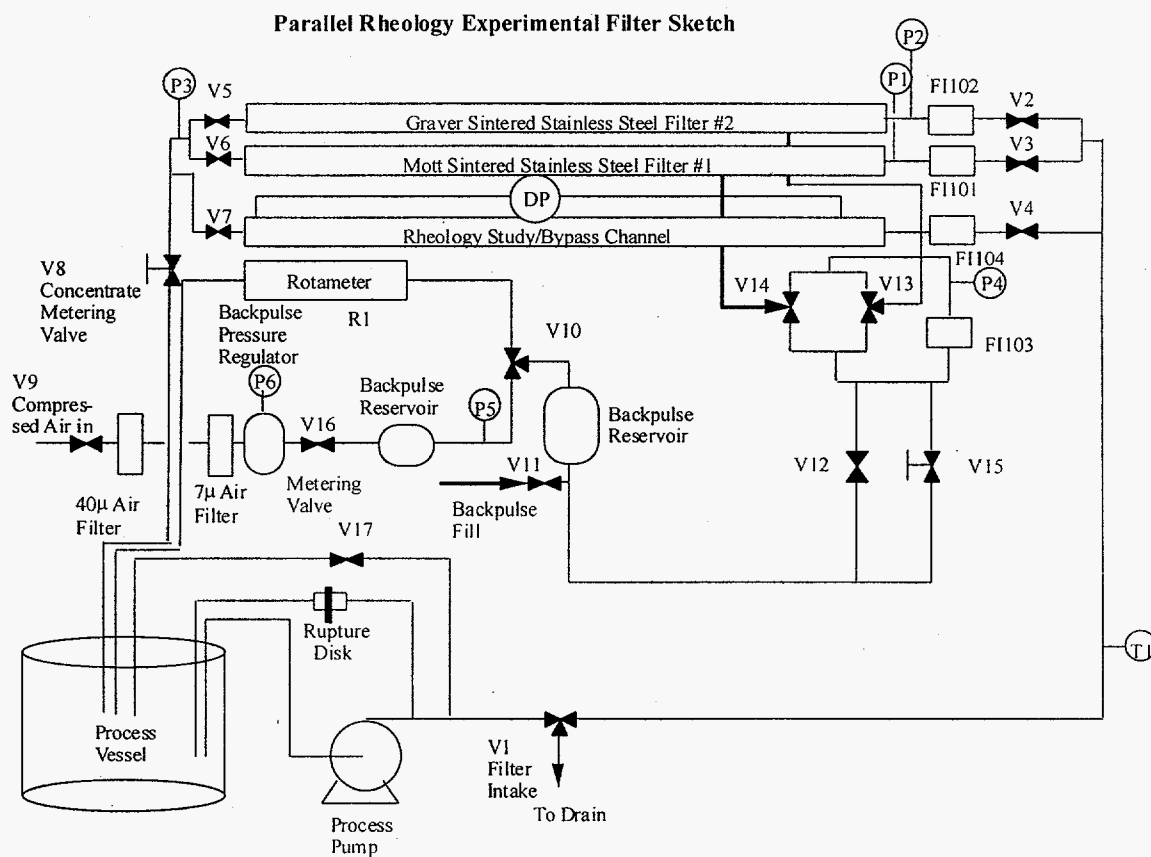 Parallel Rheology Experimental Filter Sketch
P2
P3
P1
V5
FI102
V2
Graver Sintered Stainless Steel Filter #2
V6
V3
Mott Sintered Stainless Steel Filter #1
FI101
DP
V7
V4
Rheology Study/Bypass Channel
FI104
V8
Concentrate
Metering
Valve
Rotameter
R1
V14
V13
P4
Backpulse
Pressure
Regulator
V10
FI103
V9
Compres-
sed Air in
P6
Backpulse
Reservoir
P5
Backpulse
Reservoir
V16
V11
V12
V15
Metering
Valve
40μ Air
Filter
7μ Air
Filter
Backpulse
Fill
V17
Rupture
Disk
T1
Process
Vessel
V1
Filter
Intake
To Drain
Process
Pump